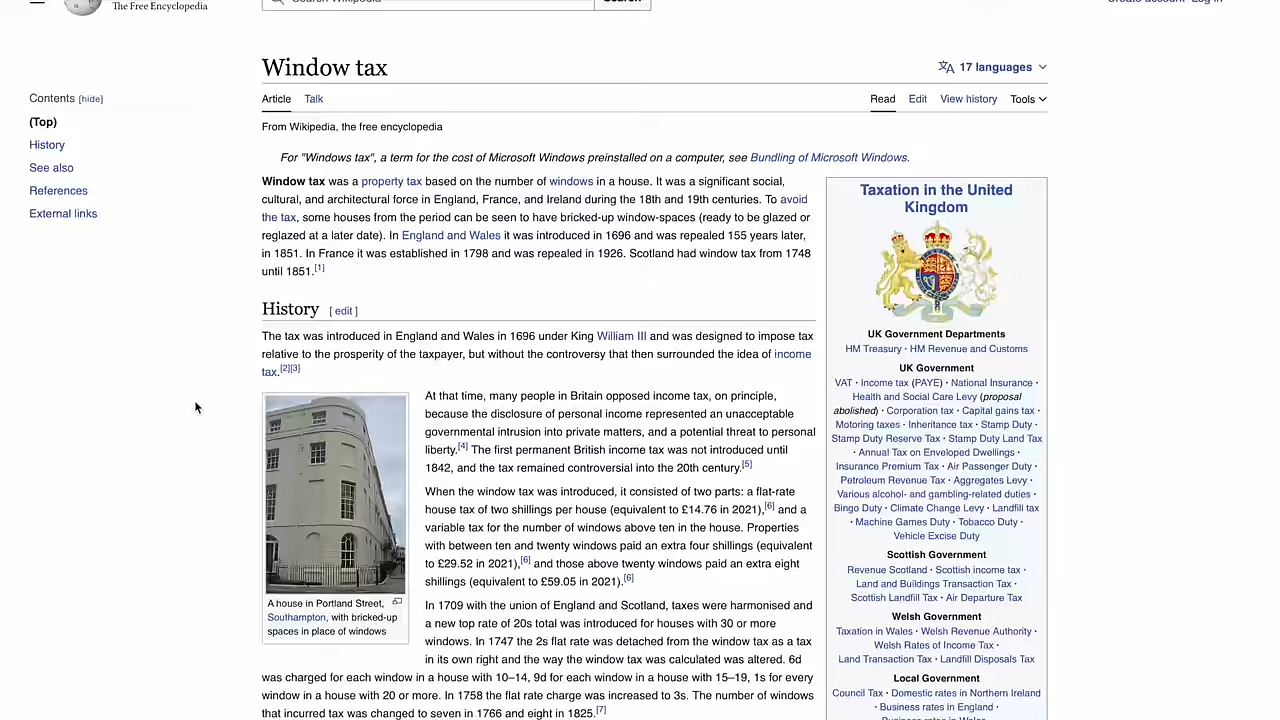 The Free Encyclopedia
Search Wikipedia
Search
Create account Log in
Window tax
17 languages
Contents [hide]
(Top)
History
See also
References
External links
Article Talk
Read Edit View history Tools
From Wikipedia, the free encyclopedia
For "Windows tax", a term for the cost of Microsoft Windows preinstalled on a computer, see Bundling of Microsoft Windows.
Window tax was a property tax based on the number of windows in a house. It was a significant social,
cultural, and architectural force in England, France, and Ireland during the 18th and 19th centuries. To avoid
the tax, some houses from the period can be seen to have bricked-up window-spaces (ready to be glazed or
reglazed at a later date). In England and Wales it was introduced in 1696 and was repealed 155 years later,
in 1851. In France it was established in 1798 and was repealed in 1926. Scotland had window tax from 1748
until 1851.[1]
History [ edit ]
The tax was introduced in England and Wales in 1696 under King William III and was designed to impose tax
relative to the prosperity of the taxpayer, but without the controversy that then surrounded the idea of income
tax.[2][3]
At that time, many people in Britain opposed income tax, on principle,
because the disclosure of personal income represented an unacceptable
governmental intrusion into private matters, and a potential threat to personal
liberty.[4] The first permanent British income tax was not introduced until
1842, and the tax remained controversial into the 20th century.[5]
When the window tax was introduced, it consisted of two parts: a flat-rate
house tax of two shillings per house (equivalent to £14.76 in 2021),[6] and a
variable tax for the number of windows above ten in the house. Properties
with between ten and twenty windows paid an extra four shillings (equivalent
to £29.52 in 2021),[6] and those above twenty windows paid an extra eight
shillings (equivalent to £59.05 in 2021).[6]
A house in Portland Street,
Southampton, with bricked-up
spaces in place of windows
In 1709 with the union of England and Scotland, taxes were harmonised and
a new top rate of 20s total was introduced for houses with 30 or more
windows. In 1747 the 2s flat rate was detached from the window tax as a tax
in its own right and the way the window tax was calculated was altered. 6d
was charged for each window in a house with 10–14, 9d for each window in a house with 15–19, 1s for every
window in a house with 20 or more. In 1758 the flat rate charge was increased to 3s. The number of windows
that incurred tax was changed to seven in 1766 and eight in 1825.[7]
Taxation in the United
Kingdom
UK Government Departments
HM Treasury · HM Revenue and Customs
UK Government
VAT · Income tax (PAYE) · National Insurance ·
Health and Social Care Levy (proposal
abolished) · Corporation tax · Capital gains tax ·
Motoring taxes · Inheritance tax · Stamp Duty ·
Stamp Duty Reserve Tax · Stamp Duty Land Tax
· Annual Tax on Enveloped Dwellings ·
Insurance Premium Tax · Air Passenger Duty ·
Petroleum Revenue Tax · Aggregates Levy ·
Various alcohol- and gambling-related duties ·
Bingo Duty · Climate Change Levy · Landfill tax
· Machine Games Duty · Tobacco Duty ·
Vehicle Excise Duty
Scottish Government
Revenue Scotland · Scottish income tax ·
Land and Buildings Transaction Tax ·
Scottish Landfill Tax · Air Departure Tax
Welsh Government
Taxation in Wales · Welsh Revenue Authority ·
Welsh Rates of Income Tax ·
Land Transaction Tax · Landfill Disposals Tax
Local Government
Council Tax · Domestic rates in Northern Ireland
· Business rates in England ·
Business rates in Wales